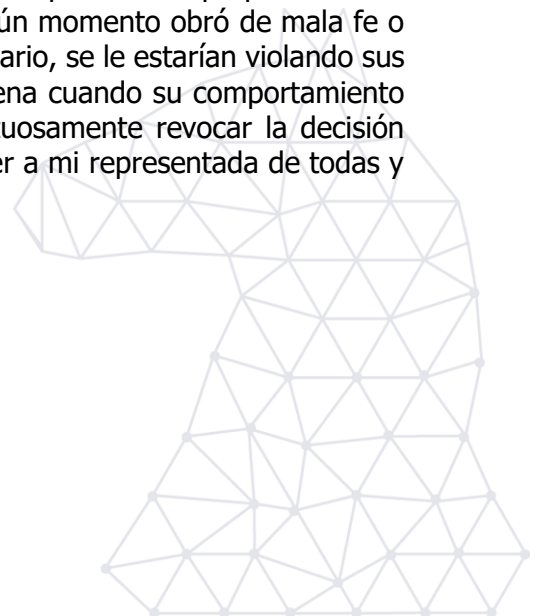 ún momento obró de mala fe o
ario, se le estarían violando sus
ena cuando su comportamiento
tuosamente revocar la decisión
er a mi representada de todas y